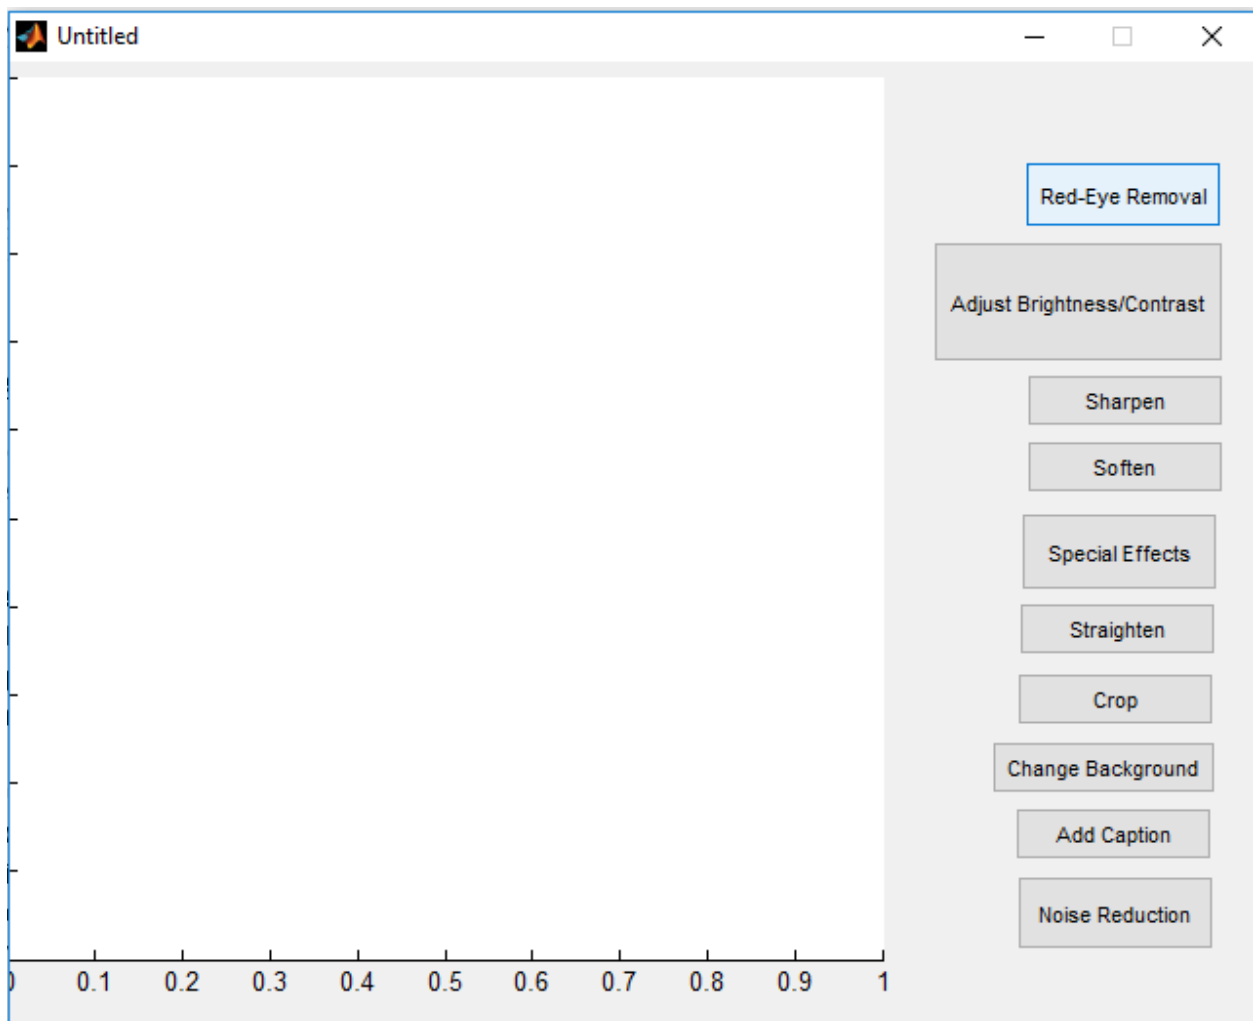 Untitled
Red-Eye Removal
Adjust Brightness/Contrast
Sharpen
Soften
Special Effects
Straighten
Crop
Change Background
Add Caption
Noise Reduction
0.1 0.2 0.3 0.4 0.5 0.6 0.7 0.8 0.9 1